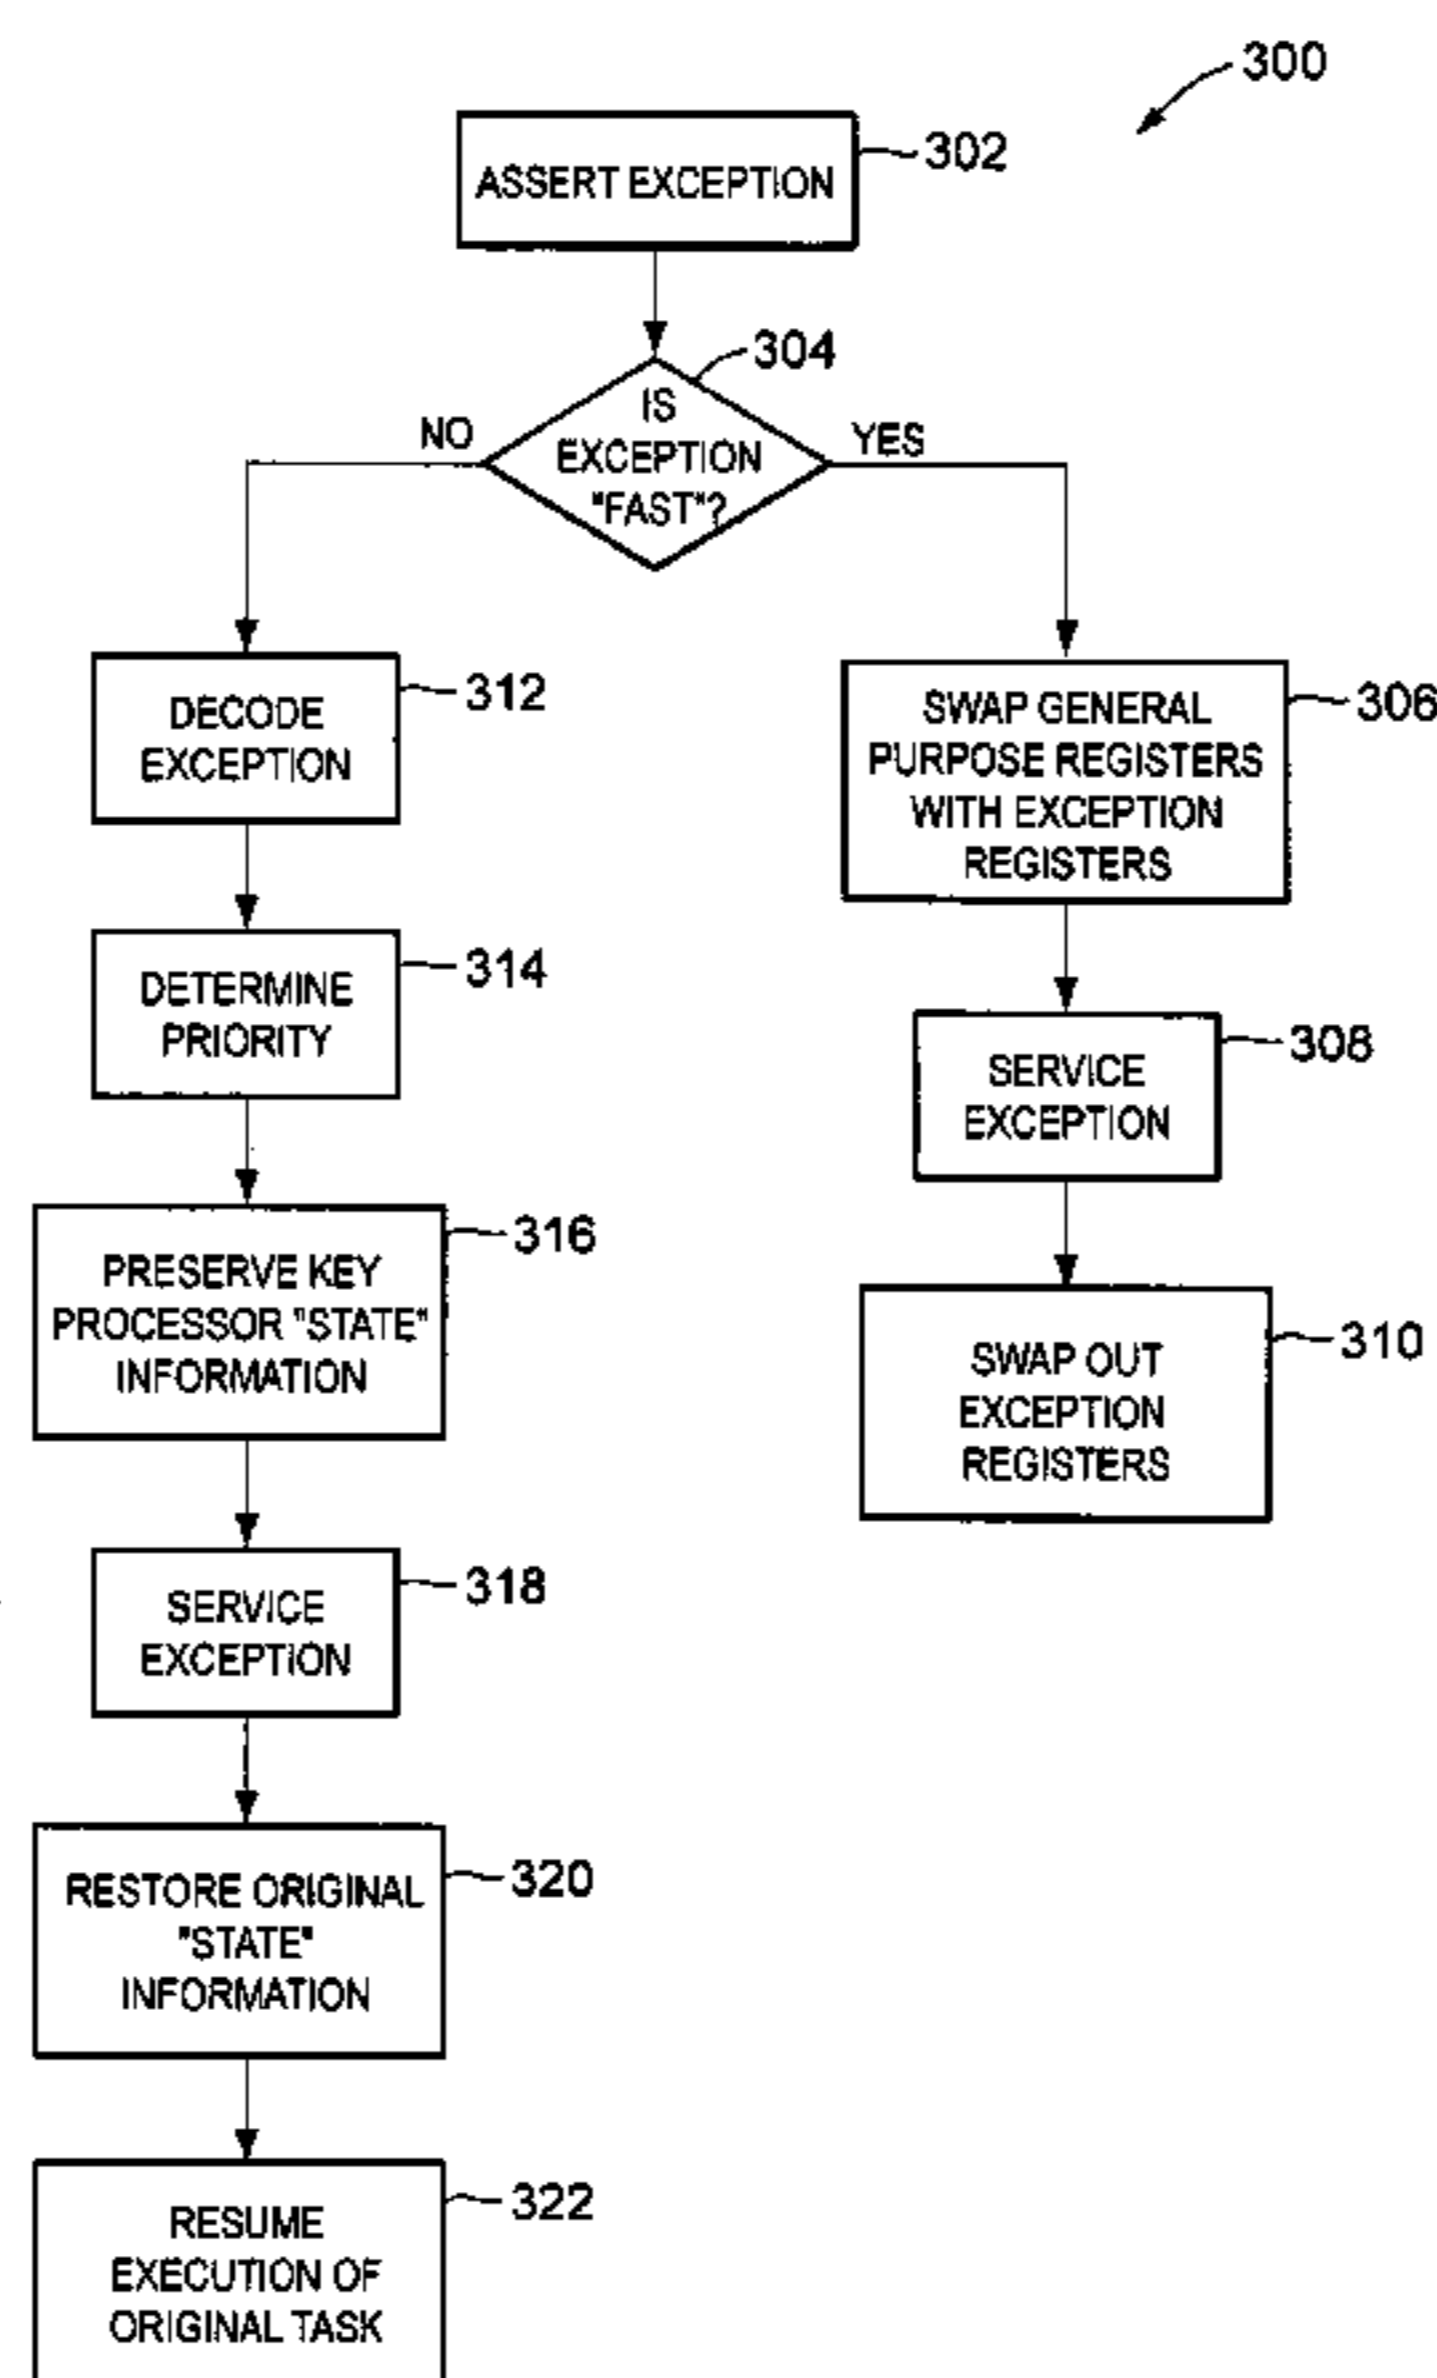 300
ASSERT EXCEPTION
302
304
IS
EXCEPTION
"FAST"?
NO
YES
DECODE
EXCEPTION
312
DETERMINE
PRIORITY
314
PRESERVE KEY
PROCESSOR "STATE"
INFORMATION
316
SERVICE
EXCEPTION
318
RESTORE ORIGINAL
"STATE"
INFORMATION
320
RESUME
EXECUTION OF
ORIGINAL TASK
322
SWAP GENERAL
PURPOSE REGISTERS
WITH EXCEPTION
REGISTERS
306
SERVICE
EXCEPTION
308
SWAP OUT
EXCEPTION
REGISTERS
310